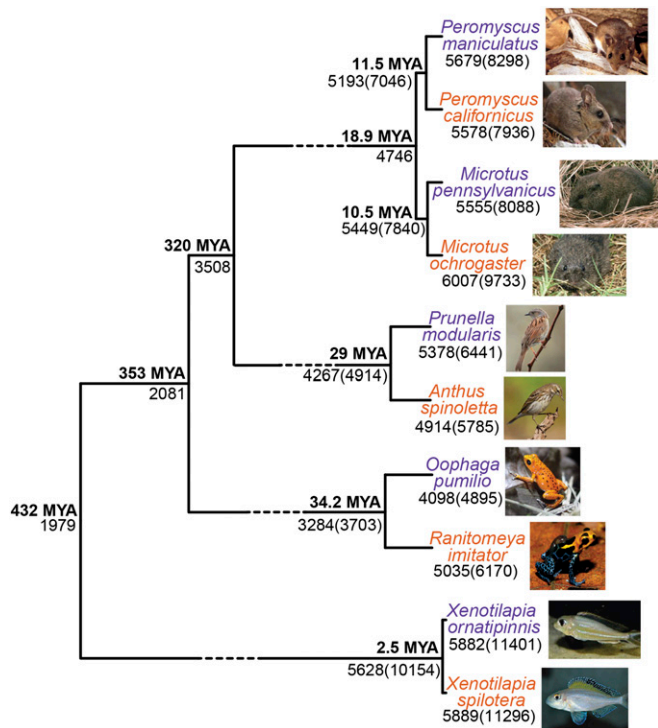 Peromyscus
maniculatus
5679(8298)
11.5 MYA
5193(7046)
Peromyscus
californicus
5578(7936)
18.9 MYA
4746
Microtus
pennsylvanicus
5555(8088)
10.5 MYA
5449(7840)
Microtus
ochrogaster
6007(9733)
320 MYA
3508
Prunella
modularis
5378(6441)
29 MYA
4267(4914)
Anthus
spinoletta
4914(5785)
353 MYA
2081
Oophaga
pumilio
4098(4895)
34.2 MYA
3284(3703)
Ranitomeya
imitator
5035(6170)
432 MYA
1979
Xenotilapia
ornatipinnis
5882(11401)
2.5 MYA
5628(10154)
Xenotilapia
spilotera
5889(11296)